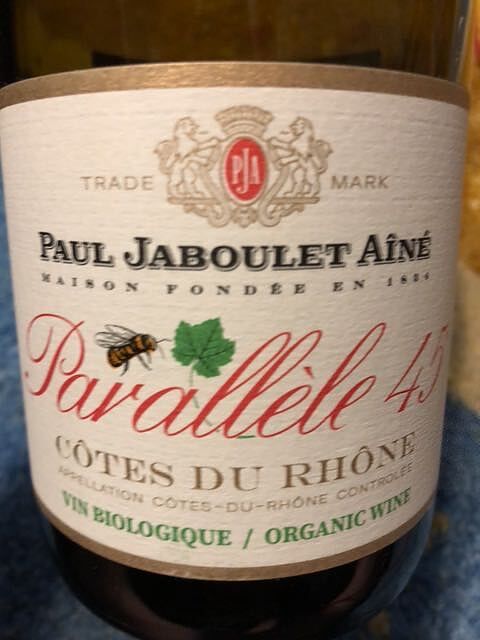 PJA
TRADE MARK
PAUL JABOULET AÎNÉ
MAISON FONDÉE EN 1834
Parallèle 45
CÔTES DU RHÔNE
APPELLATION CÔTES-DU-RHÔNE CONTROLÉE
VIN BIOLOGIQUE / ORGANIC WINE